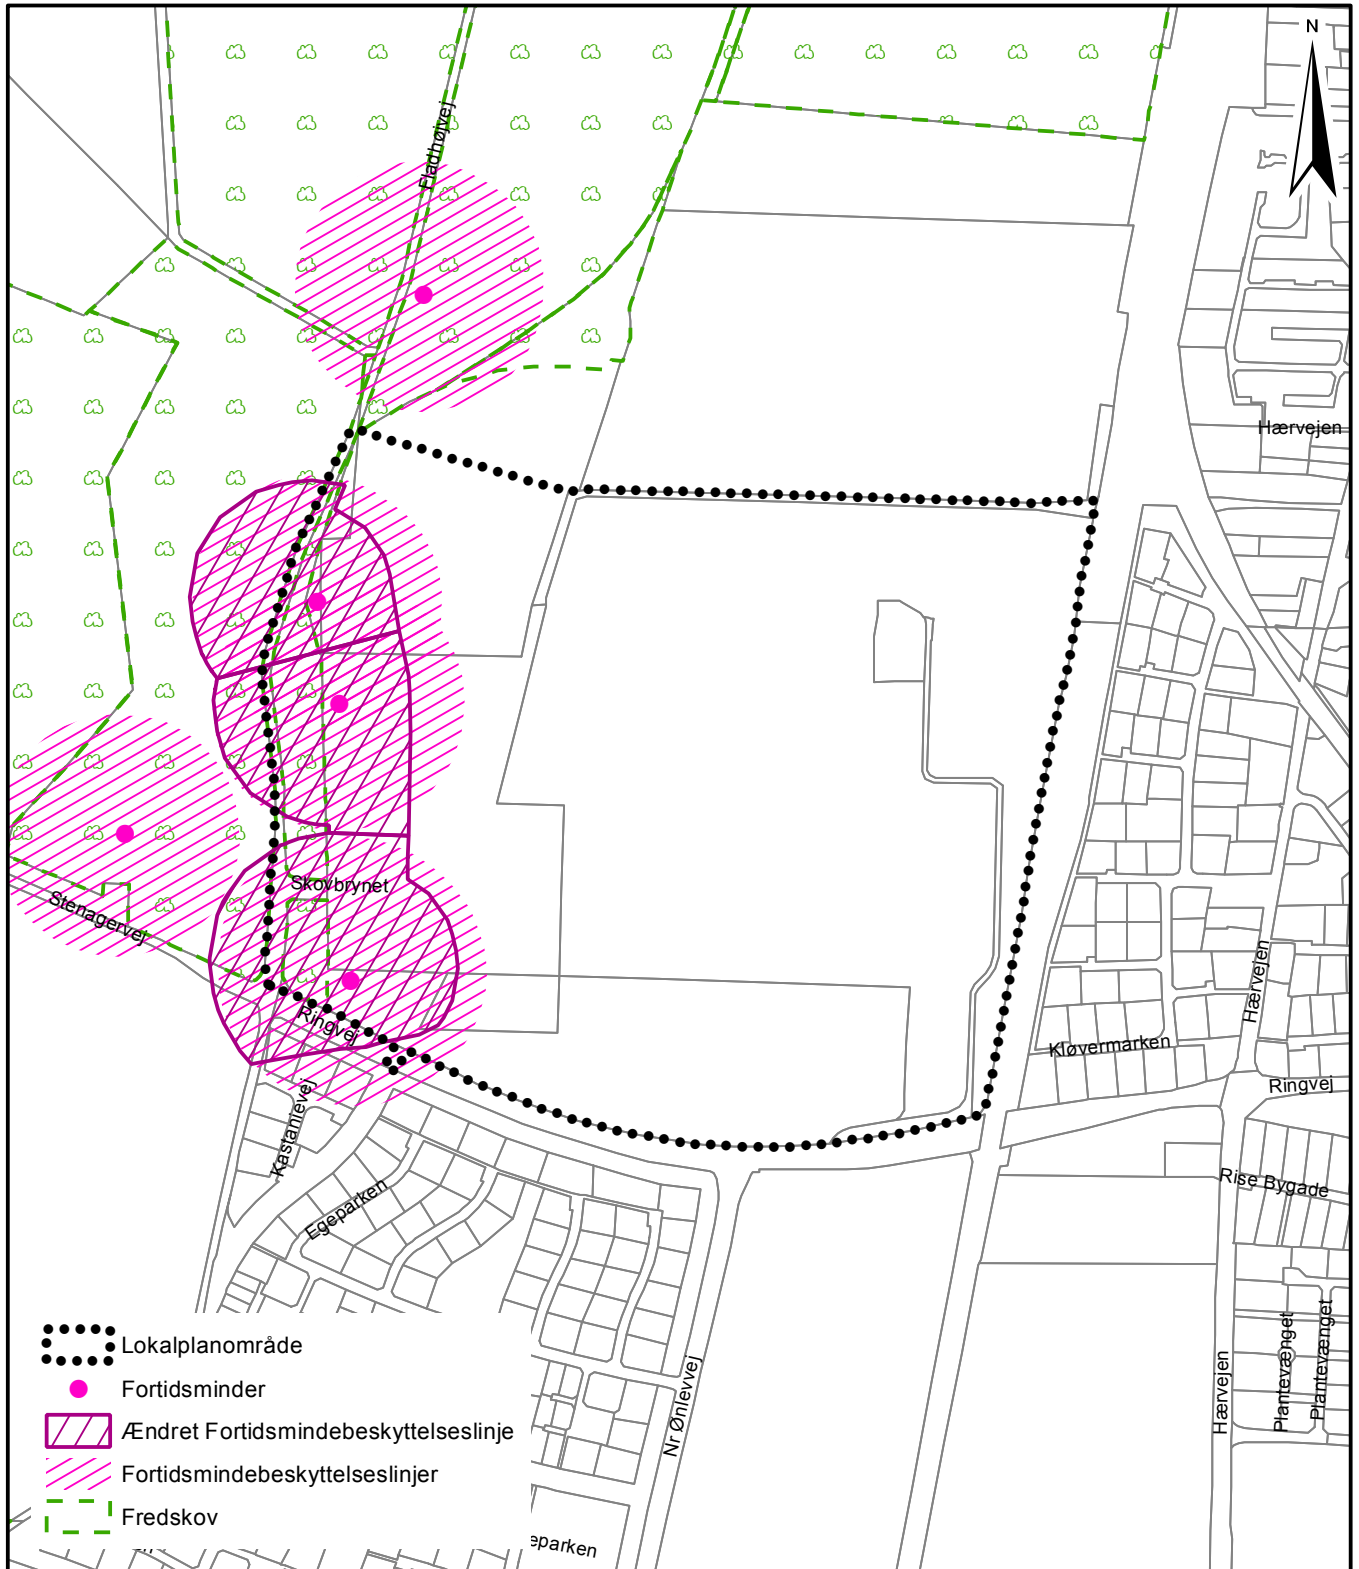 N
Fladhøjvej
Hærvejen
Skovbrynet
Stenagervej
Ringvej
Hærvejen
Kløvermarken
Ringvej
Kastanievej
Egeparken
Rise Bygade
Nr Ønlevvej
Hærvejen
Plantevænget
Plantevænget
Lokalplanområde
Fortidsminder
Ændret Fortidsmindebeskyttelseslinje
Fortidsmindebeskyttelseslinjer
Fredskov
eparken